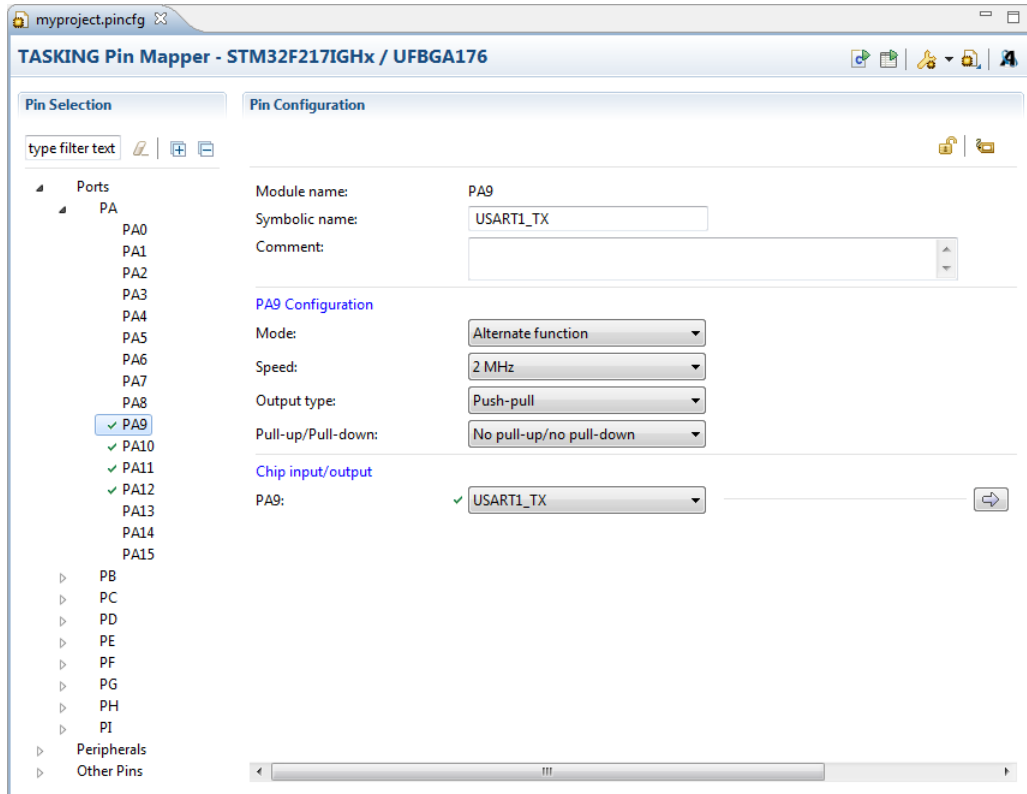 myproject.pincfg
TASKING Pin Mapper - STM32F217IGHx / UFBGA176
Pin Selection
type filter text
Ports
PA
PA0
PA1
PA2
PA3
PA4
PA5
PA6
PA7
PA8
PA9
PA10
PA11
PA12
PA13
PA14
PA15
PB
PC
PD
PE
PF
PG
PH
PI
Peripherals
Other Pins
Pin Configuration
Module name: PA9
Symbolic name: USART1_TX
Comment:
PA9 Configuration
Mode: Alternate function
Speed: 2 MHz
Output type: Push-pull
Pull-up/Pull-down: No pull-up/no pull-down
Chip input/output
PA9: USART1_TX